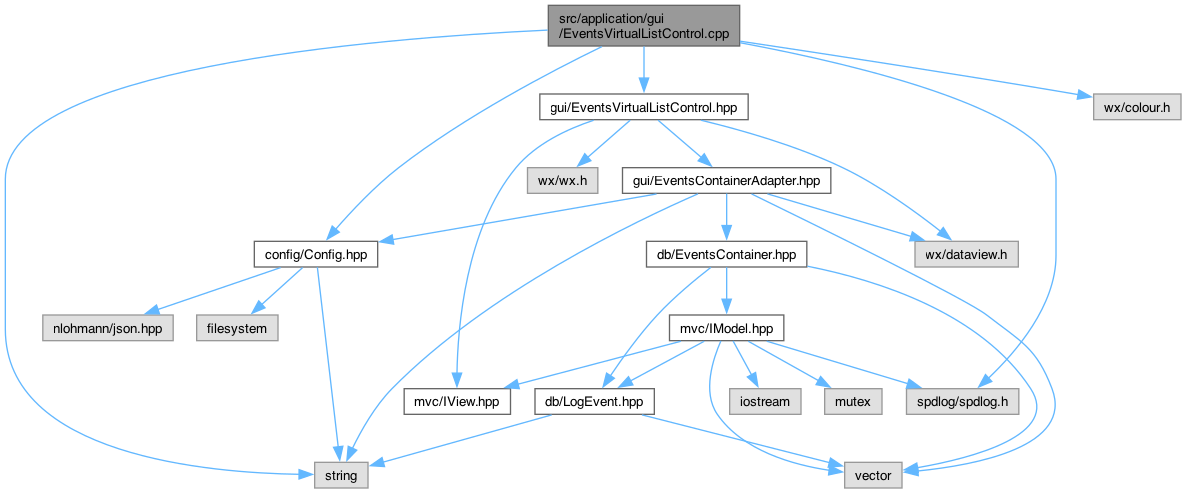 src/application/gui
/EventsVirtualListControl.cpp
gui/EventsVirtualListControl.hpp
wx/colour.h
wx/wx.h
gui/EventsContainerAdapter.hpp
config/Config.hpp
db/EventsContainer.hpp
wx/dataview.h
nlohmann/json.hpp
filesystem
mvc/IModel.hpp
mvc/IView.hpp
db/LogEvent.hpp
iostream
mutex
spdlog/spdlog.h
string
vector